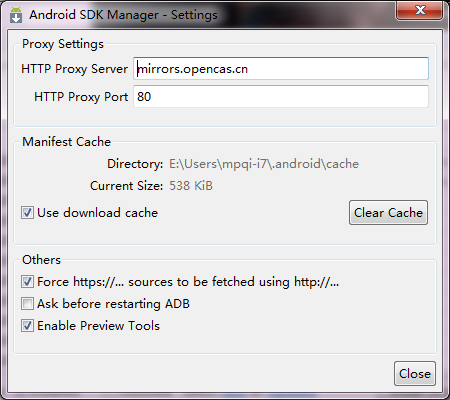 Android SDK Manager - Settings
Proxy Settings
HTTP Proxy Server mirrors.opencas.cn
HTTP Proxy Port 80
Manifest Cache
Directory: E:\Users\mpqi-i7\.android\cache
Current Size: 538 KiB
Use download cache Clear Cache
Others
Force https://... sources to be fetched using http://...
Ask before restarting ADB
Enable Preview Tools
Close